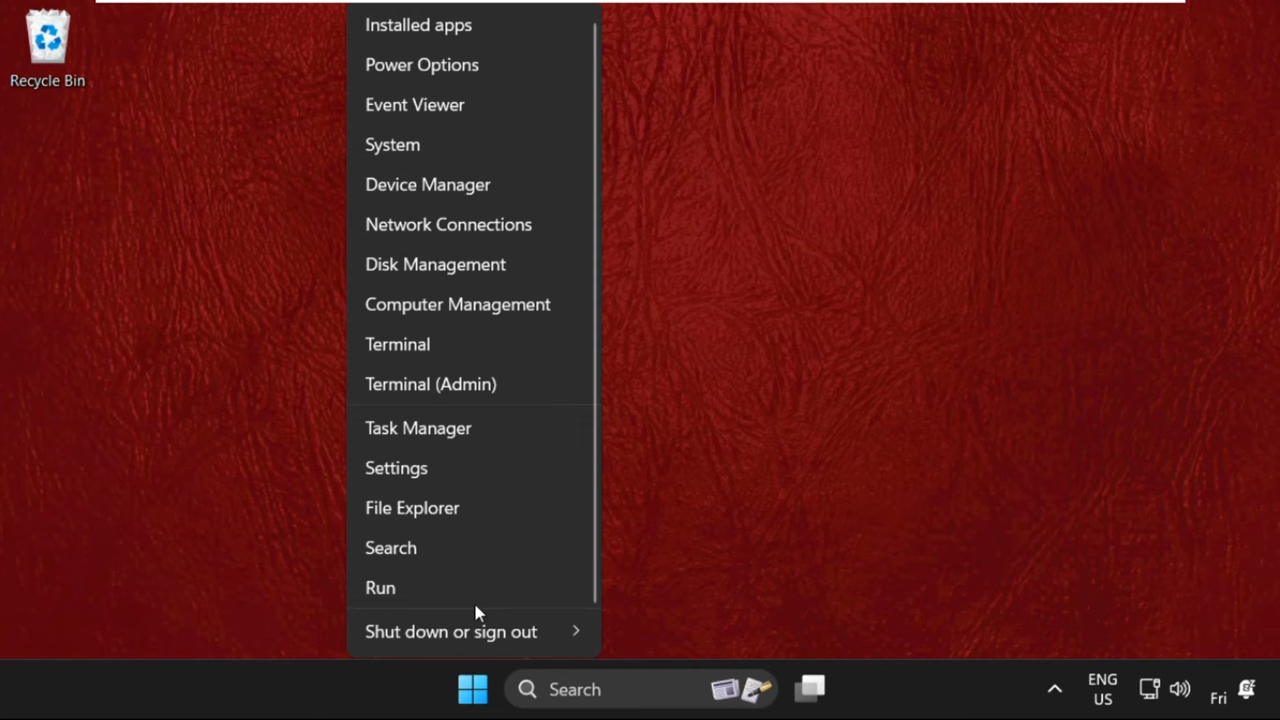 Recycle Bin
Installed apps
Power Options
Event Viewer
System
Device Manager
Network Connections
Disk Management
Computer Management
Terminal
Terminal (Admin)
Task Manager
Settings
File Explorer
Search
Run
Shut down or sign out
Search
ENG
US
Fri